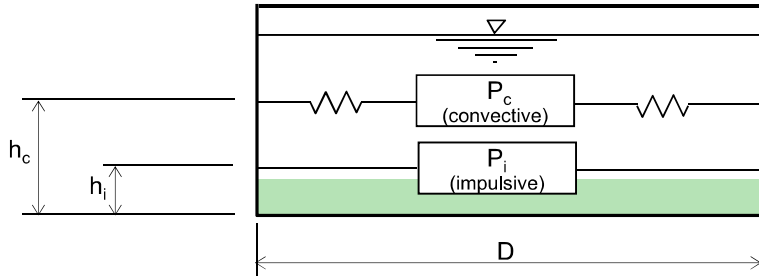 P_c
(convective)
h_c
P_i
(impulsive)
h_i
D